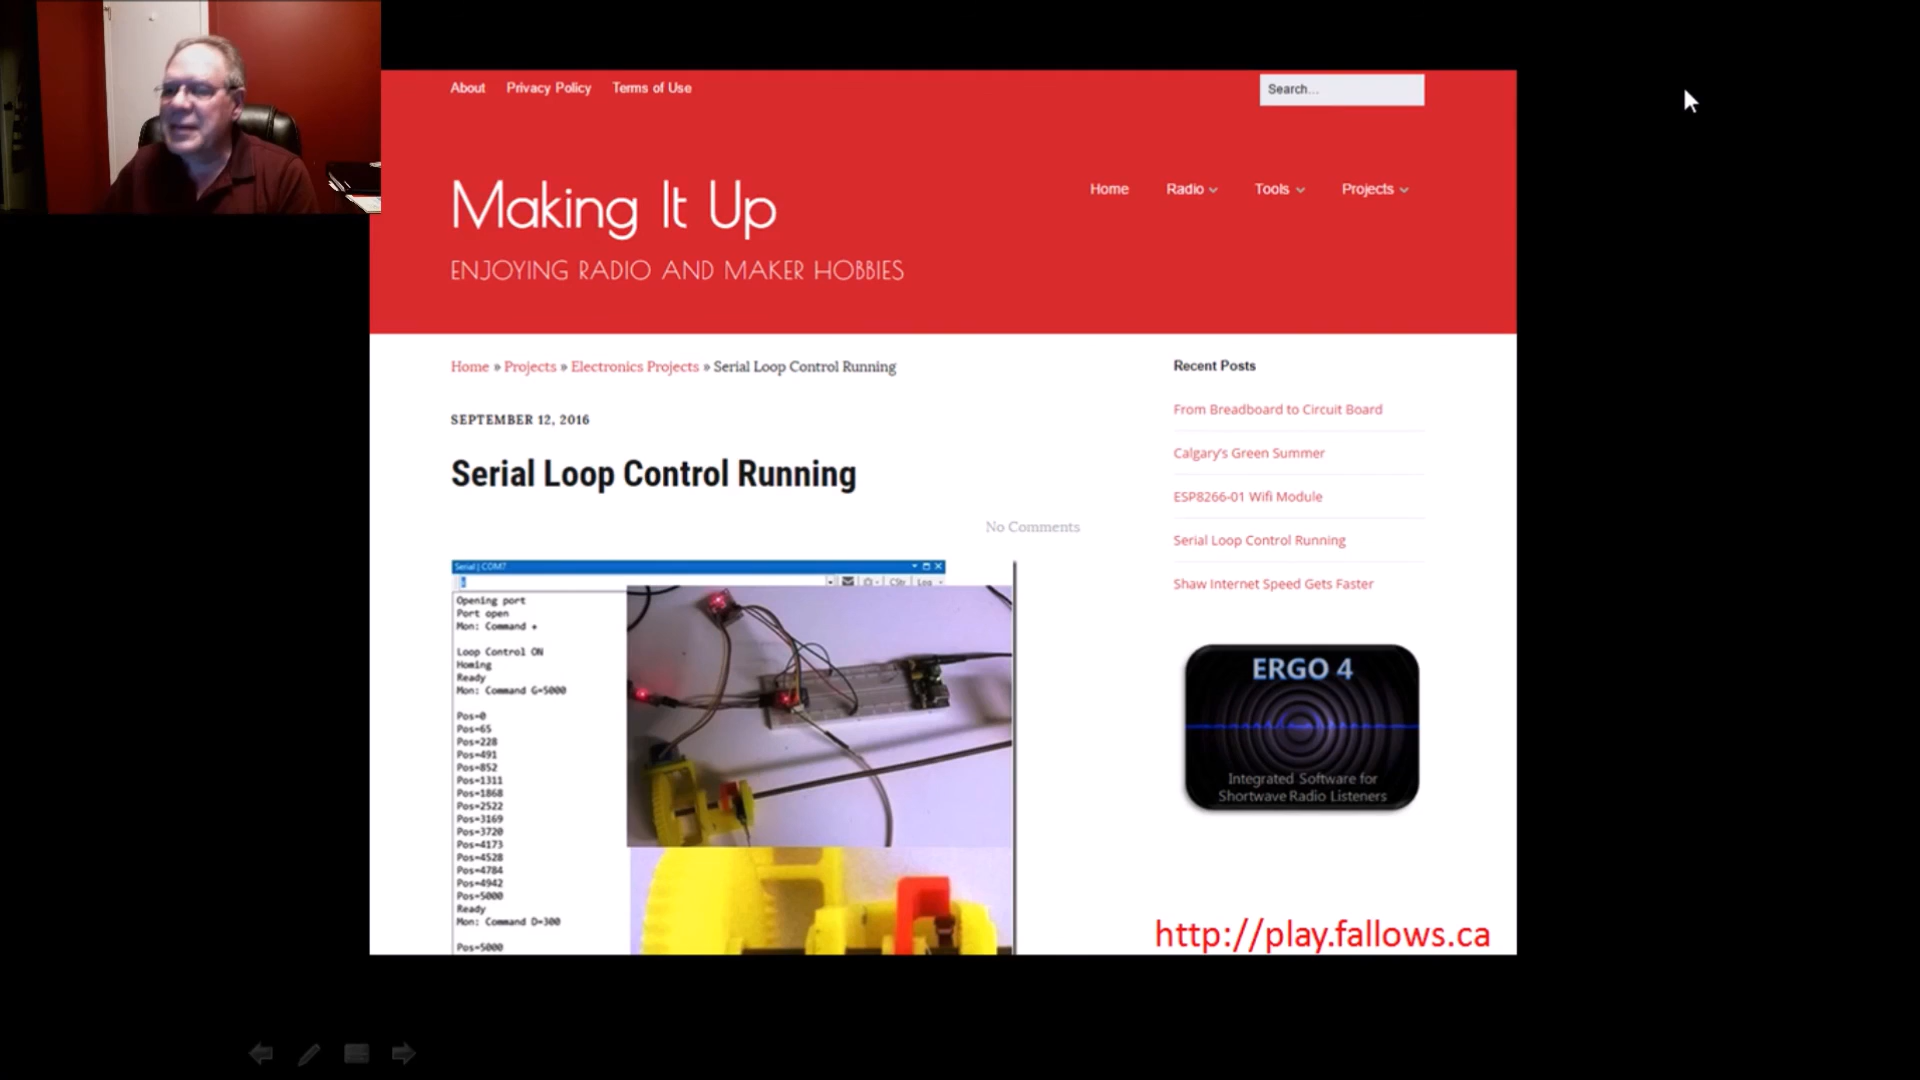 About Privacy Policy Terms of Use
Search...
Making It Up
ENJOYING RADIO AND MAKER HOBBIES
Home Radio Tools Projects
Home » Projects » Electronics Projects » Serial Loop Control Running
SEPTEMBER 12, 2016
Serial Loop Control Running
No Comments
Serial | COM7
CStr Log
Opening port
Port open
Mon: Command +
Loop Control ON
Homing
Ready
Mon: Command G=5000
Pos=0
Pos=65
Pos=228
Pos=491
Pos=852
Pos=1311
Pos=1868
Pos=2522
Pos=3169
Pos=3720
Pos=4173
Pos=4528
Pos=4784
Pos=4942
Pos=5000
Ready
Mon: Command D=300
Pos=5000
Recent Posts
From Breadboard to Circuit Board
Calgary's Green Summer
ESP8266-01 Wifi Module
Serial Loop Control Running
Shaw Internet Speed Gets Faster
ERGO 4
Integrated Software for
Shortwave Radio Listeners
http://play.fallows.ca